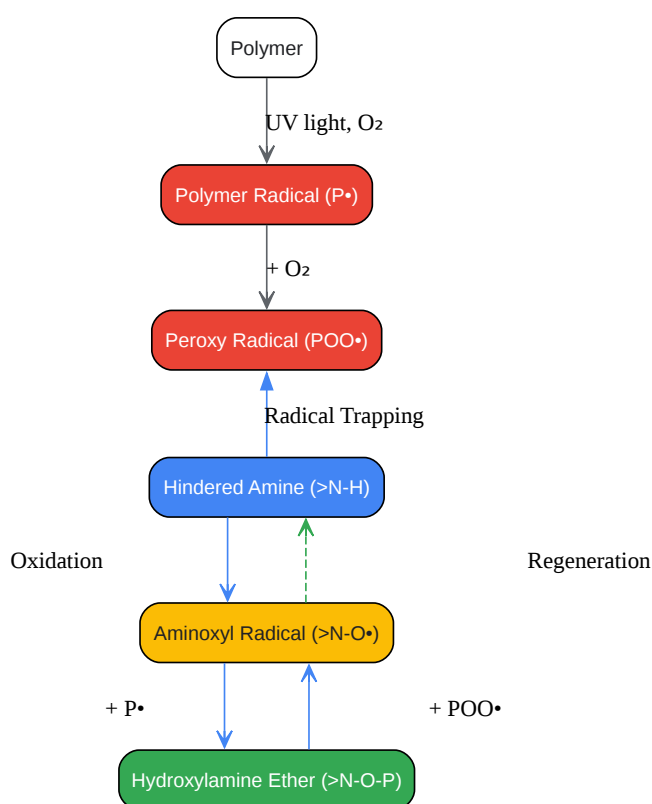 Polymer
UV light, O₂
Polymer Radical (P•)
+ O₂
Peroxy Radical (POO•)
Radical Trapping
Hindered Amine (>N-H)
Oxidation
Regeneration
Aminoxyl Radical (>N-O•)
+ P•
+ POO•
Hydroxylamine Ether (>N-O-P)